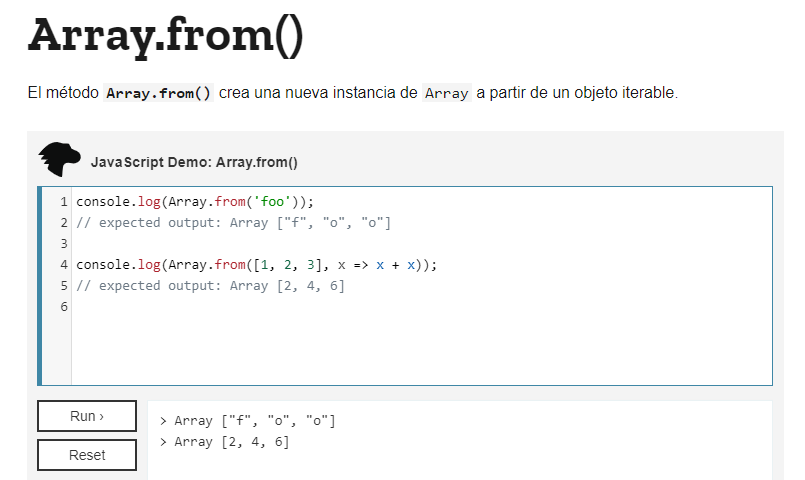 Array.from()
El método Array.from() crea una nueva instancia de Array a partir de un objeto iterable.
JavaScript Demo: Array.from()
1 console.log(Array.from('foo'));
2 // expected output: Array ["f", "o", "o"]
3
4 console.log(Array.from([1, 2, 3], x => x + x));
5 // expected output: Array [2, 4, 6]
6
Run ›
> Array ["f", "o", "o"]
> Array [2, 4, 6]
Reset